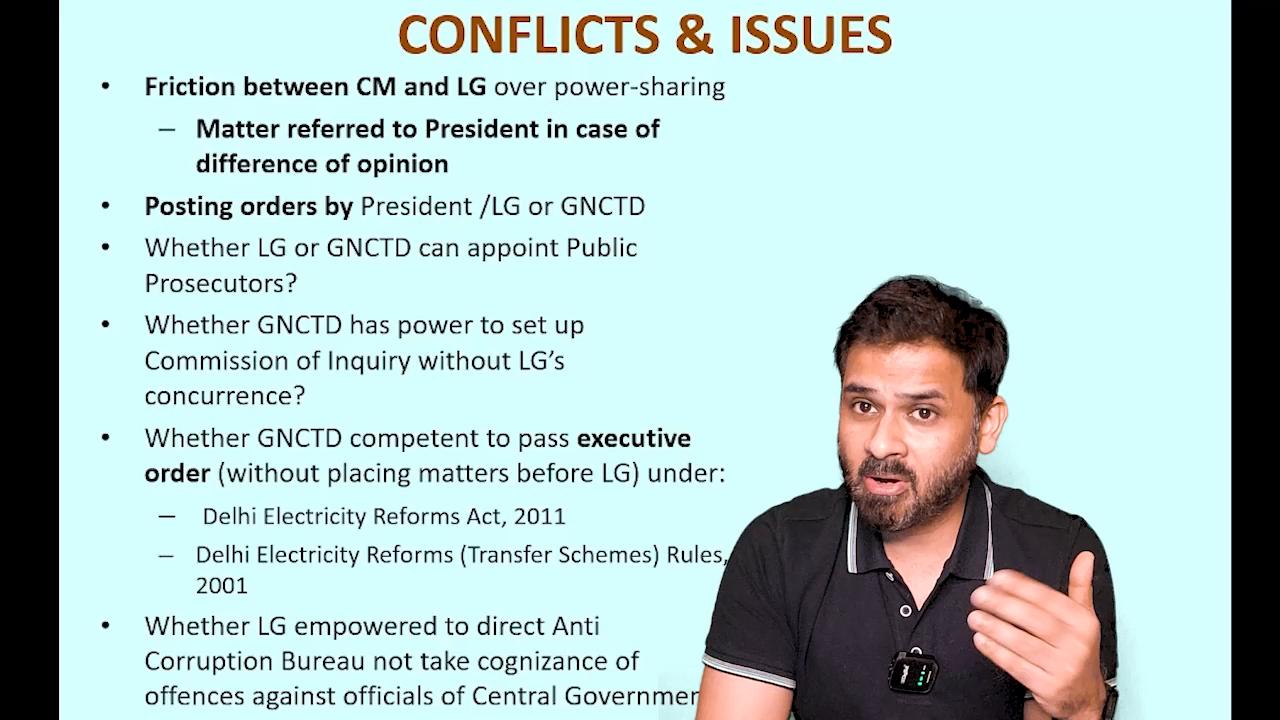 CONFLICTS & ISSUES
• Friction between CM and LG over power-sharing
– Matter referred to President in case of
difference of opinion
• Posting orders by President /LG or GNCTD
• Whether LG or GNCTD can appoint Public
Prosecutors?
• Whether GNCTD has power to set up
Commission of Inquiry without LG’s
concurrence?
• Whether GNCTD competent to pass executive
order (without placing matters before LG) under:
– Delhi Electricity Reforms Act, 2011
– Delhi Electricity Reforms (Transfer Schemes) Rules,
2001
• Whether LG empowered to direct Anti
Corruption Bureau not take cognizance of
offences against officials of Central